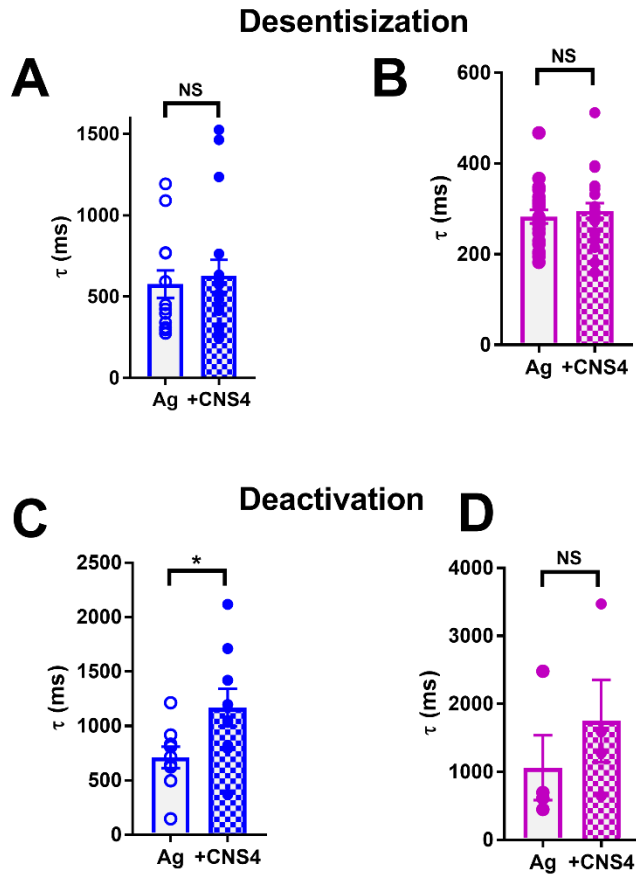 Desentisization
A
NS
τ (ms)
1500
1000
500
0
Ag +CNS4
B
NS
τ (ms)
600
400
200
0
Ag +CNS4
Deactivation
C
*
τ (ms)
2500
2000
1500
1000
500
0
Ag +CNS4
D
NS
τ (ms)
4000
3000
2000
1000
0
Ag +CNS4